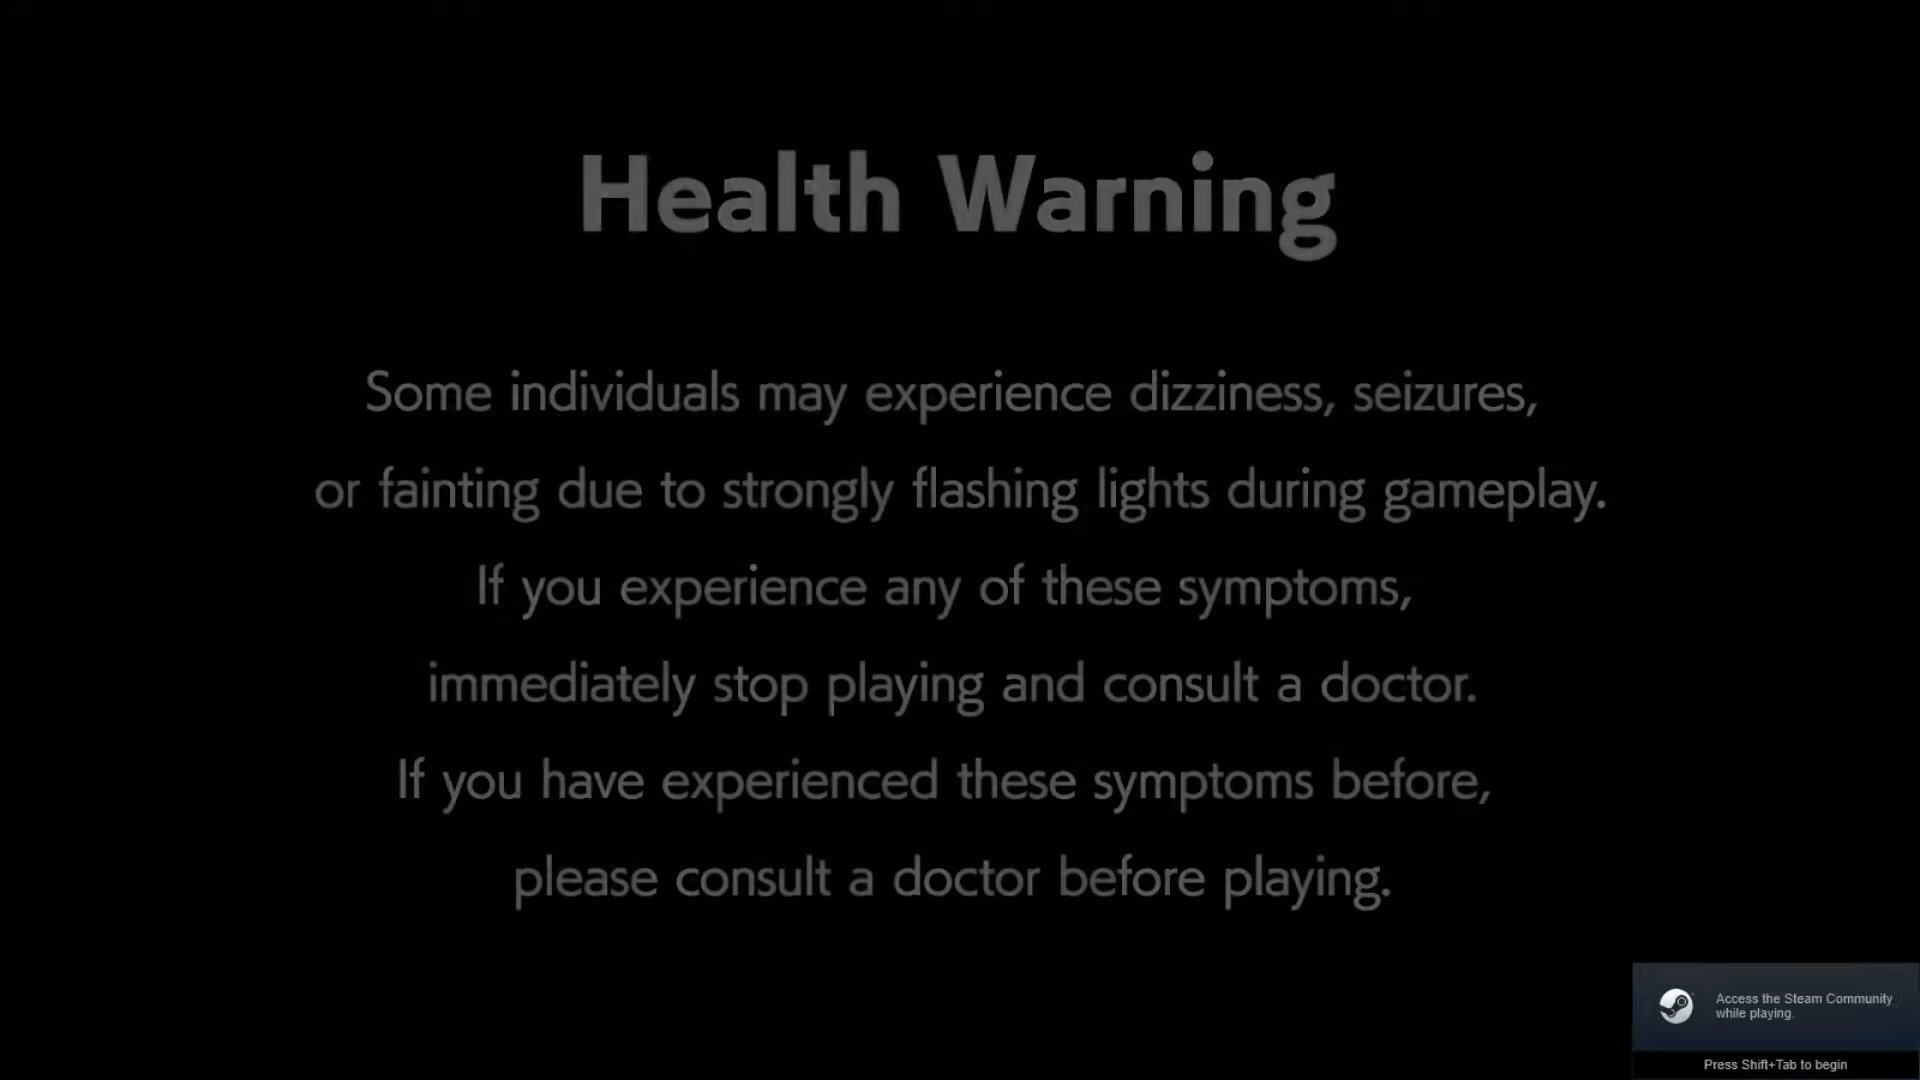 Health Warning
Some individuals may experience dizziness, seizures,
or fainting due to strongly flashing lights during gameplay.
If you experience any of these symptoms,
immediately stop playing and consult a doctor.
If you have experienced these symptoms before,
please consult a doctor before playing.
Access the Steam Community
while playing.
Press Shift+Tab to begin